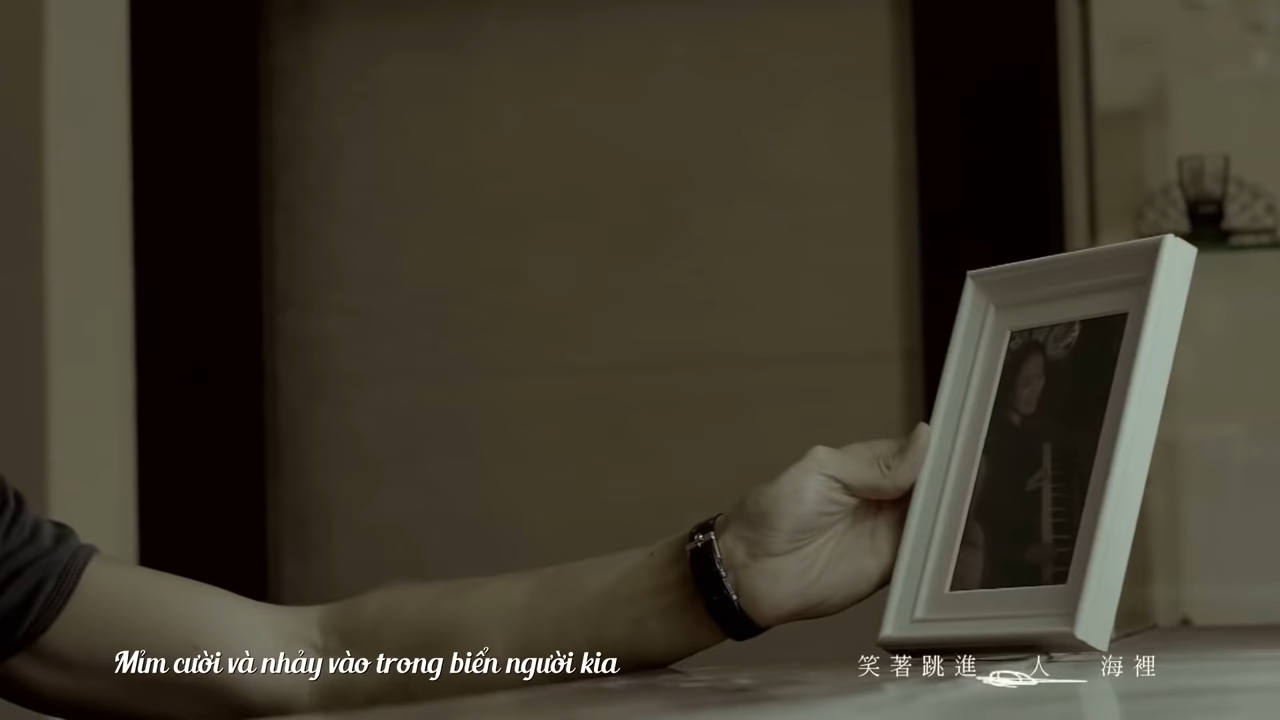 Mỉm cười và nhảy vào trong biển người kia
笑著跳進 人 海裡